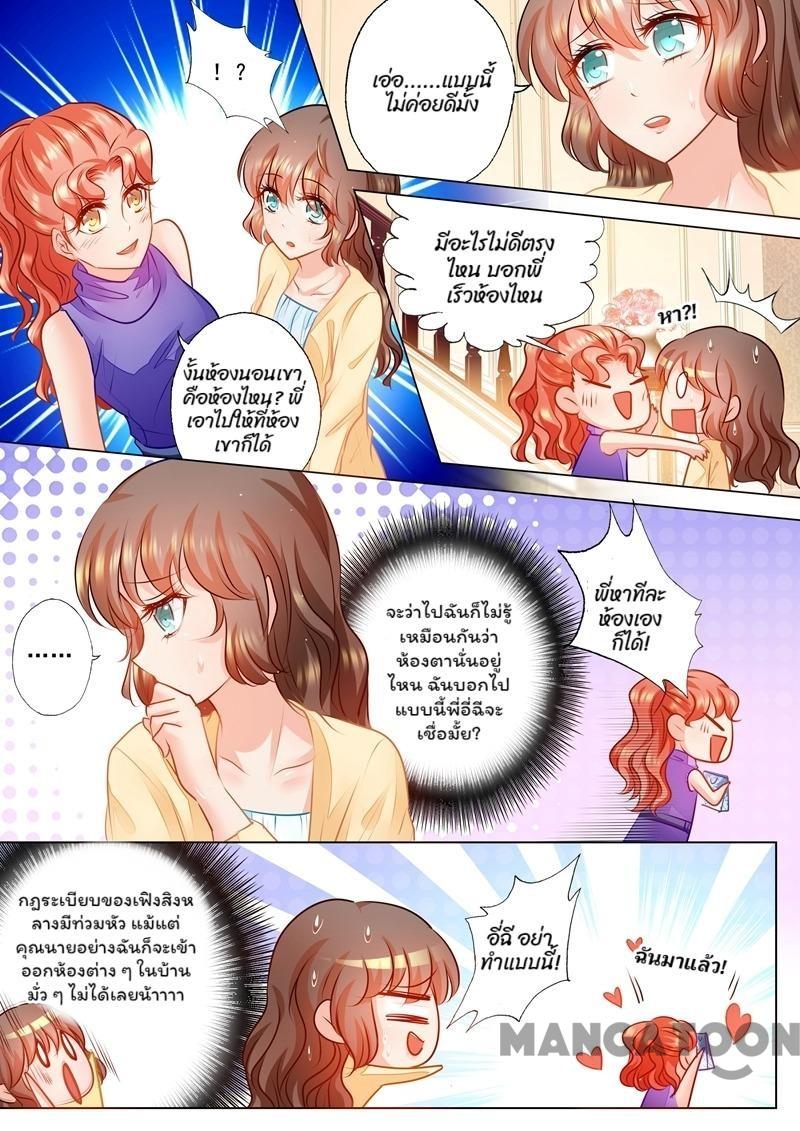 เอ่อ......แบบนี้
ไม่ค่อยดีมั้ง
！？
งั้นห้องนอนเขา
คือห้องไหน? พี่
เอาไปให้ที่ห้อง
เขาก็ได้
มีอะไรไม่ดีตรง
ไหน บอกพี่
เร็วห้องไหน
หา?!
พี่หาทีละ
ห้องเอง
ก็ได้!
......
จะว่าไปฉันก็ไม่รู้
เหมือนกันว่า
ห้องตานั่นอยู่
ไหน ฉันบอกไป
แบบนี้พี่อี่ฉีจะ
เชื่อมั้ย?
กฎระเบียบของเฟิงสิงห
ลางมีท่วมหัว แม้แต่
คุณนายอย่างฉันก็จะเข้า
ออกห้องต่าง ๆ ในบ้าน
มั่ว ๆ ไม่ได้เลยน้าาาา
อี่ฉี อย่า
ทำแบบนี้!
ฉันมาแล้ว!
MANGATOON